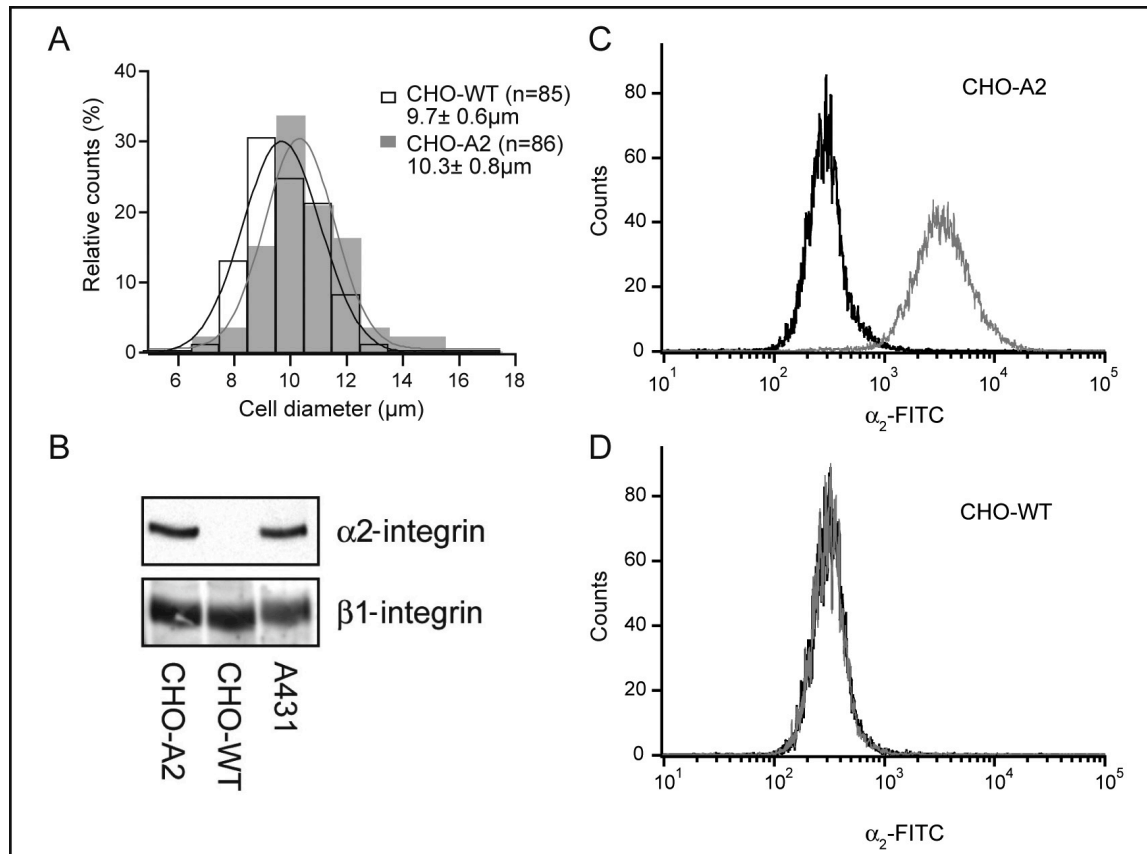 A
Relative counts (%)
40
30
20
10
0
6 8 10 12 14 16 18
Cell diameter (µm)
CHO-WT (n=85)
9.7± 0.6µm
CHO-A2 (n=86)
10.3± 0.8µm
B
α2-integrin
β1-integrin
CHO-A2
CHO-WT
A431
C
CHO-A2
Counts
80
60
40
20
0
10¹ 10² 10³ 10⁴ 10⁵
α₂-FITC
D
CHO-WT
Counts
80
60
40
20
0
10¹ 10² 10³ 10⁴ 10⁵
α₂-FITC